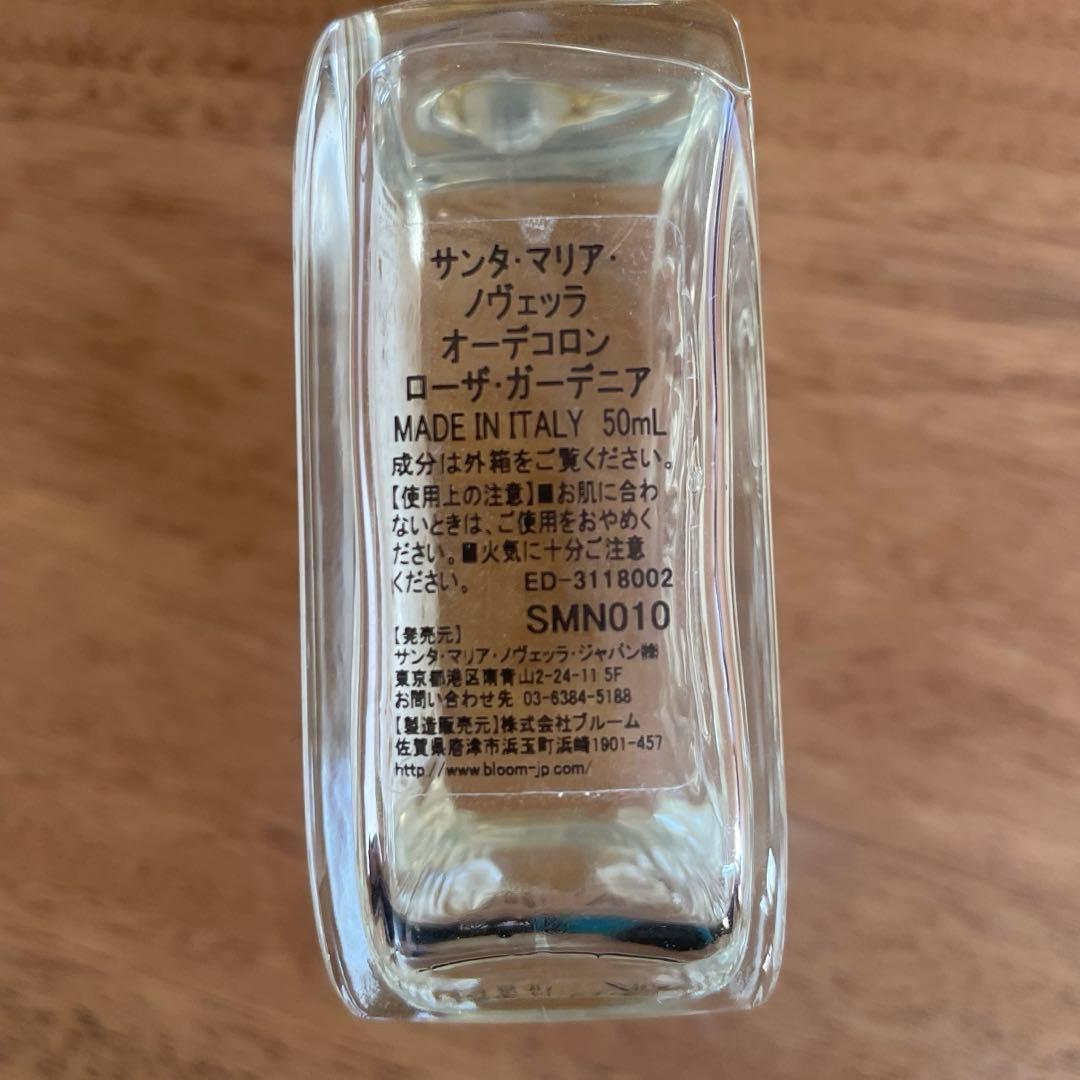 サンタ・マリア・
ノヴェッラ
オーデコロン
ローザ・ガーデニア
MADE IN ITALY 50mL
成分は外箱をご覧ください。
【使用上の注意】■お肌に合わ
ないときは、ご使用をおやめく
ださい。■火気に十分ご注意
ください。 ED-3118002
SMN010
【発売元】
サンタ・マリア・ノヴェッラ・ジャパン㈱
東京都港区南青山2-24-11 5F
お問い合わせ先 03-6384-5188
【製造販売元】株式会社ブルーム
佐賀県唐津市浜玉町浜崎1901-457
http://www.bloom-jp.com/